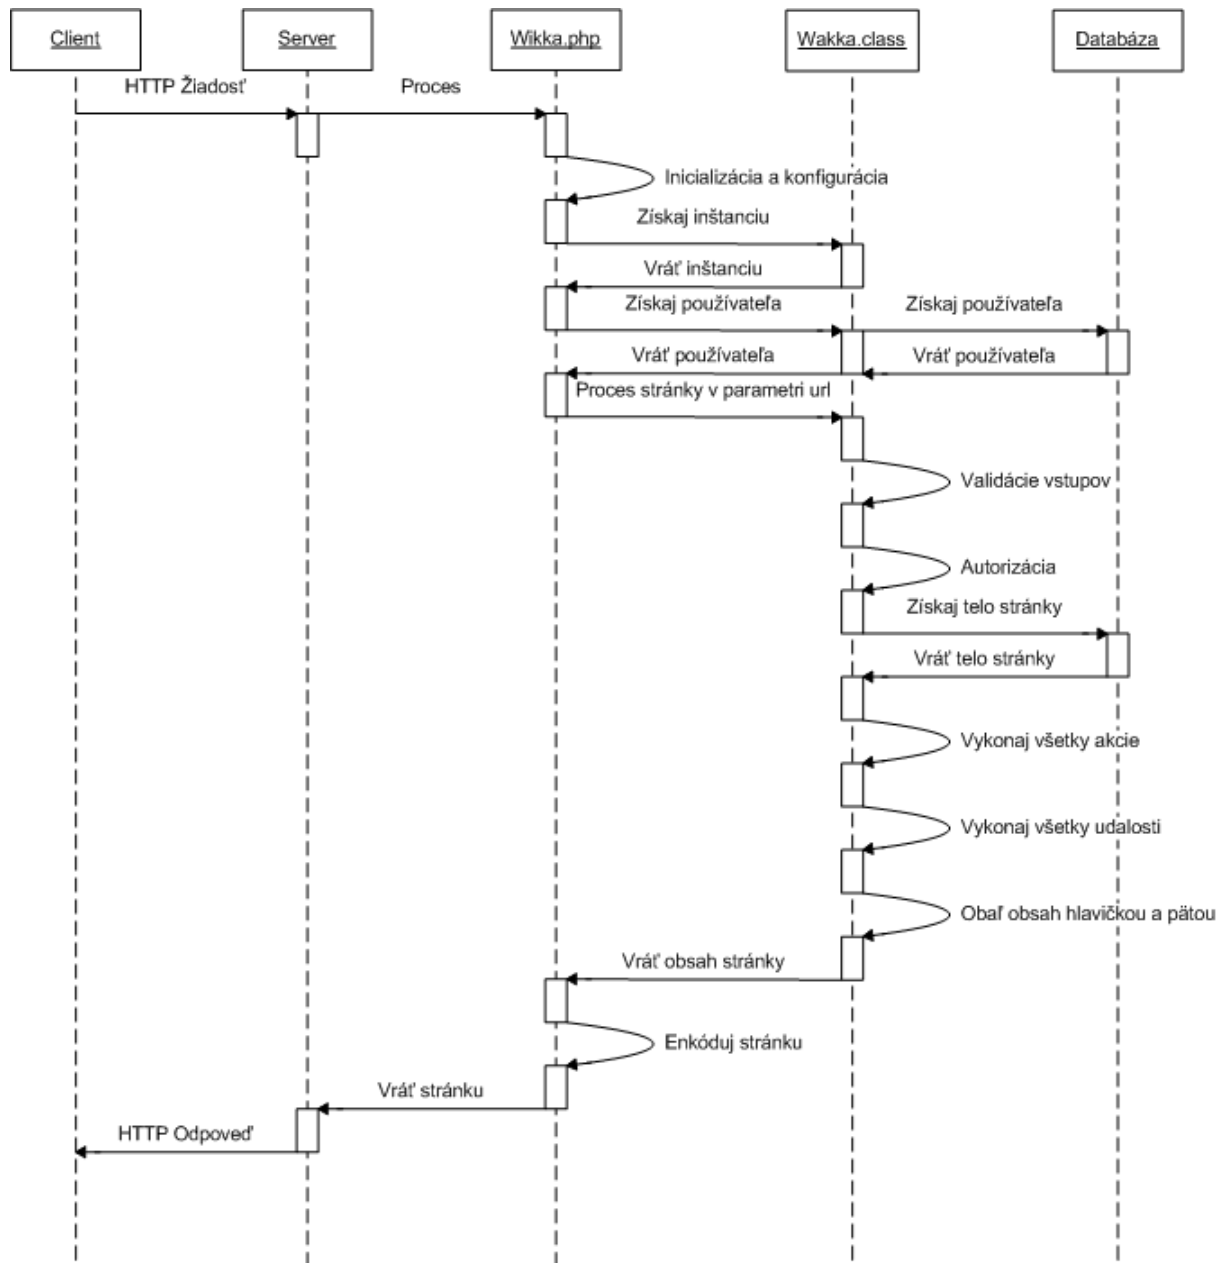 Client
Server
Wikka.php
Wakka.class
Databáza
HTTP Žiadosť
Proces
Inicializácia a konfigurácia
Získaj inštanciu
Vráť inštanciu
Získaj používateľa
Získaj používateľa
Vráť používateľa
Vráť používateľa
Proces stránky v parametri url
Validácie vstupov
Autorizácia
Získaj telo stránky
Vráť telo stránky
Vykonaj všetky akcie
Vykonaj všetky udalosti
Obaľ obsah hlavičkou a pätou
Vráť obsah stránky
Enkóduj stránku
Vráť stránku
HTTP Odpoveď